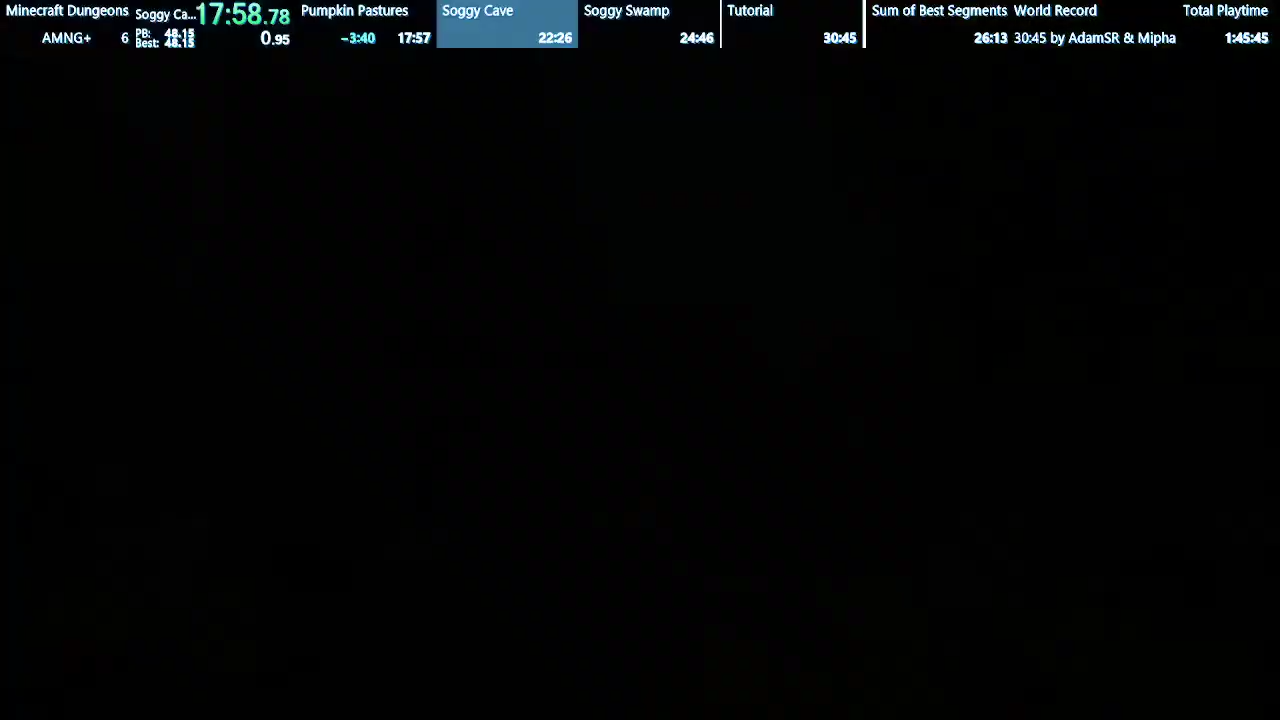 Minecraft Dungeons
AMNG+ 6
Soggy Ca... 17:58.78
PB: 48.15
Best: 48.15
0.95
Pumpkin Pastures
-3:40 17:57
Soggy Cave
22:26
Soggy Swamp
24:46
Tutorial
30:45
Sum of Best Segments
26:13
World Record
30:45 by AdamSR & Mipha
Total Playtime
1:45:45